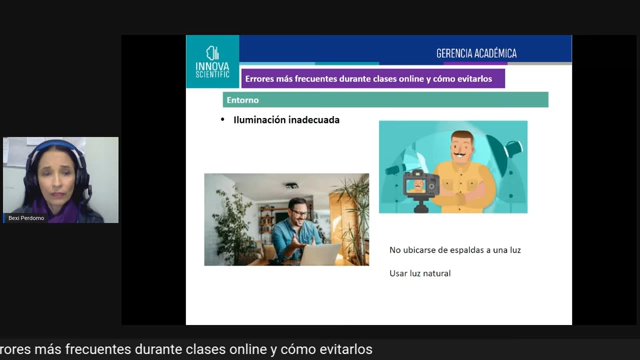 INNOVA
SCIENTIFIC
GERENCIA ACADÉMICA
Errores más frecuentes durante clases online y cómo evitarlos
Entorno
• Iluminación inadecuada
No ubicarse de espaldas a una luz
Usar luz natural
Bexi Perdomo
rrores más frecuentes durante clases online y cómo evitarlos